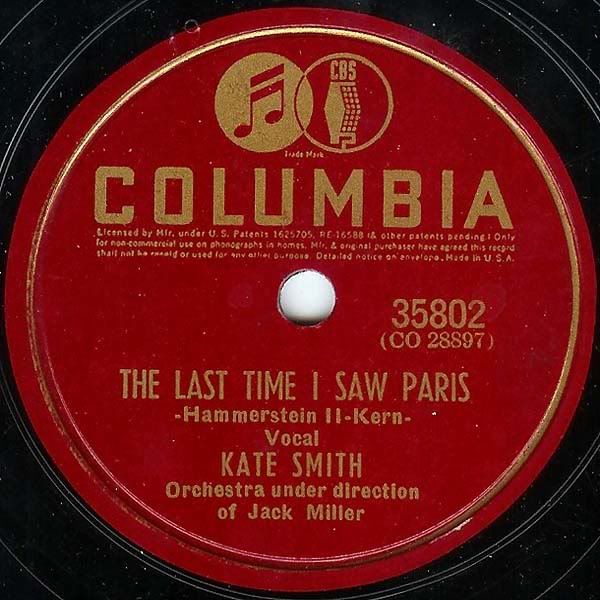 CBS
Trade Mark
COLUMBIA
Licensed by Mfr. under U.S. Patents 1625705, RE-16588 (& other patents pending.) Only
for non-commercial use on phonographs in homes. Mfr. & original purchaser have agreed this record
shall not be resold or used for any other purpose. Detailed notice on envelope. Made in U.S.A.
35802
(CO 28897)
THE LAST TIME I SAW PARIS
-Hammerstein II-Kern-
Vocal
KATE SMITH
Orchestra under direction
of Jack Miller